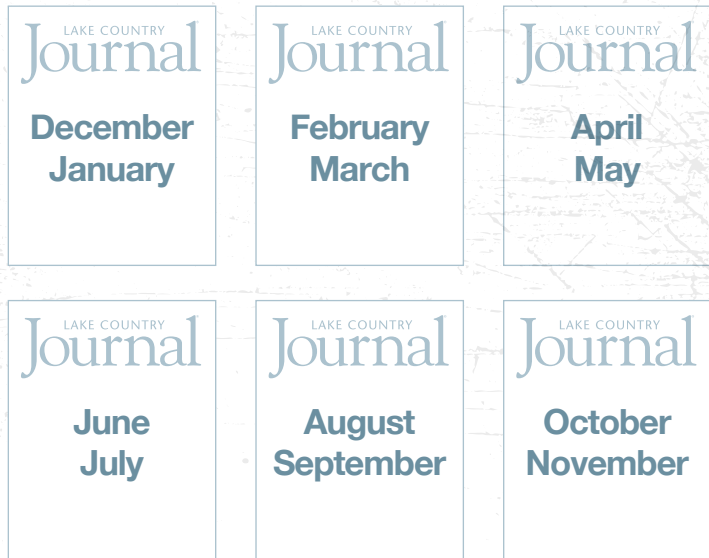 LAKE COUNTRY
Journal
December
January
LAKE COUNTRY
Journal
February
March
LAKE COUNTRY
Journal
April
May
LAKE COUNTRY
Journal
June
July
LAKE COUNTRY
Journal
August
September
LAKE COUNTRY
Journal
October
November